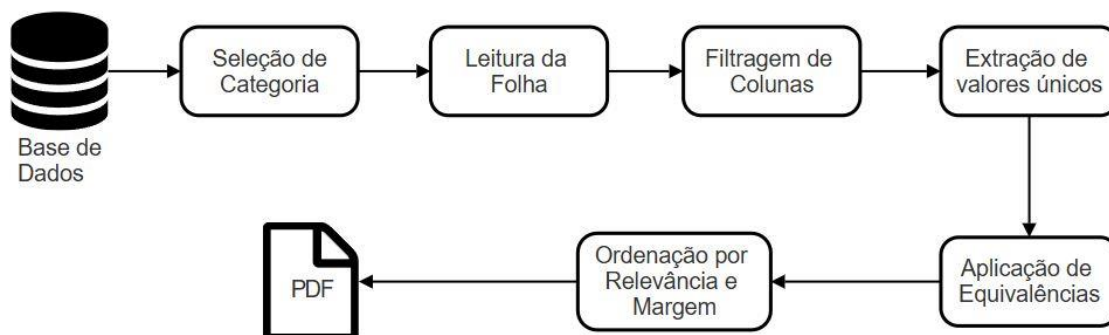 Base de
Dados
Seleção de
Categoria
Leitura da
Folha
Filtragem de
Colunas
Extração de
valores únicos
Aplicação de
Equivalências
Ordenação por
Relevância e
Margem
PDF